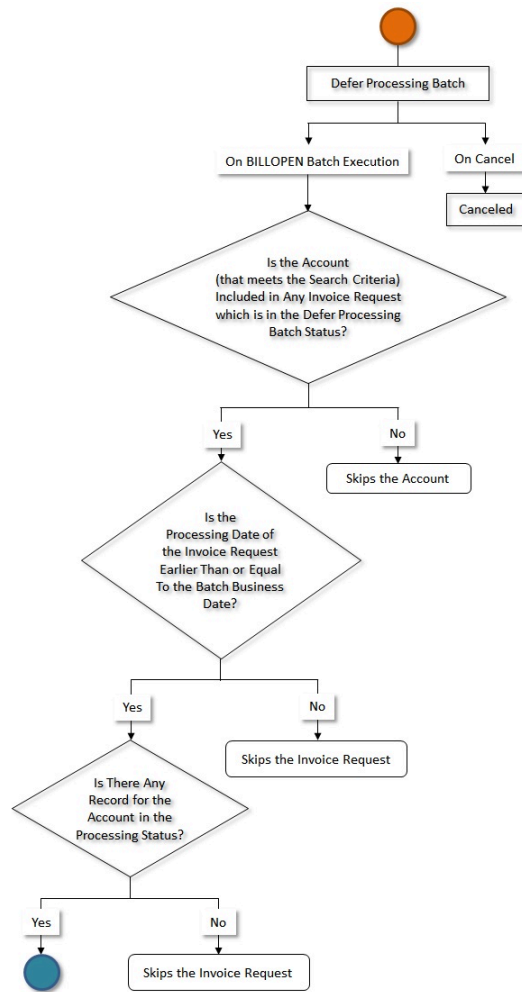 Defer Processing Batch
On BILLOPEN Batch Execution
On Cancel
Canceled
Is the Account
(that meets the Search Criteria)
Included in Any Invoice Request
which is in the Defer Processing
Batch Status?
Yes
No
Skips the Account
Is the
Processing Date of
the Invoice Request
Earlier Than or Equal
To the Batch Business
Date?
Yes
No
Skips the Invoice Request
Is There Any
Record for the
Account in the
Processing Status?
Yes
No
Skips the Invoice Request